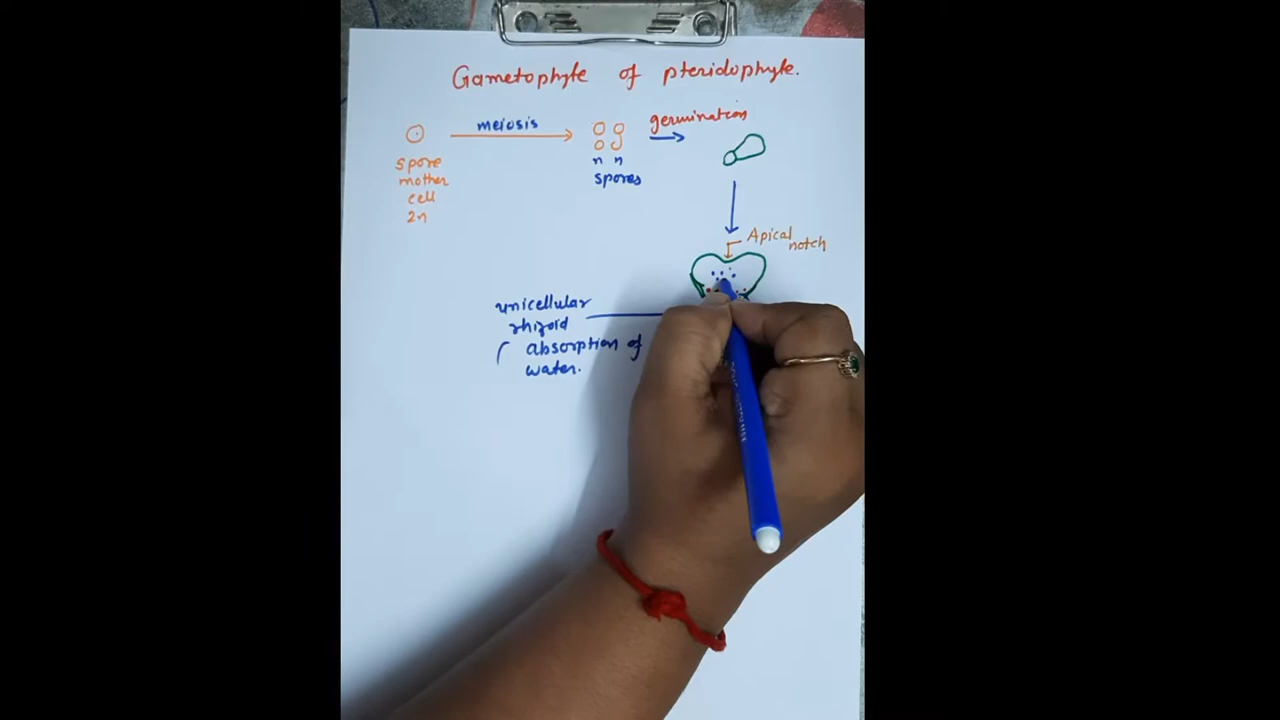 Gametophyte of pteridophyte.
meiosis
germination
spore
mother
cell
2n
n n
spores
Apical
notch
unicellular
rhizoid
( absorption of
water.